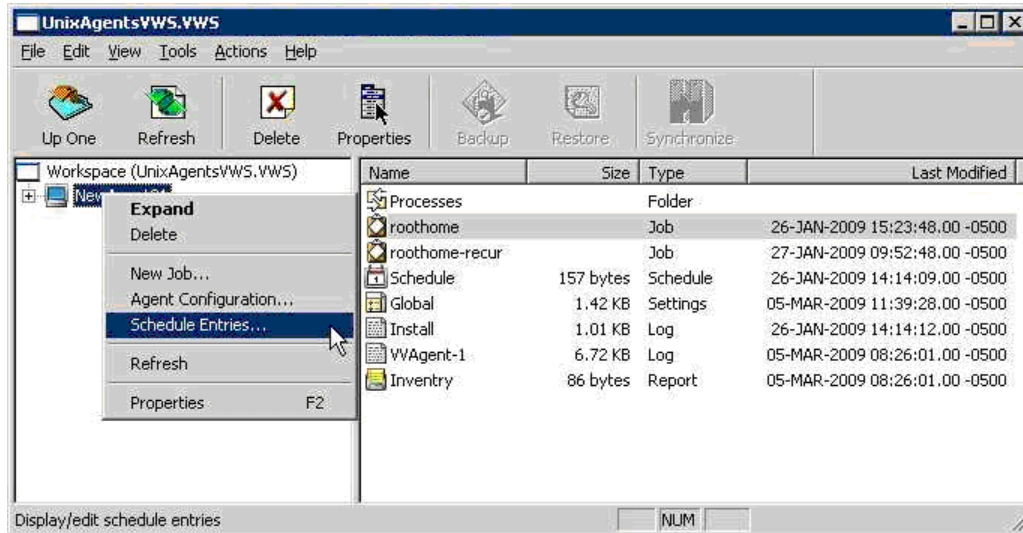 UnixAgentsVWS.VWS
File Edit View Tools Actions Help
Up One Refresh Delete Properties Backup Restore Synchronize
Workspace (UnixAgentsVWS.VWS)
Expand
Delete
New Job...
Agent Configuration...
Schedule Entries...
Refresh
Properties F2
Name Size Type Last Modified
Processes Folder
roothome Job 26-JAN-2009 15:23:48.00 -0500
roothome-recur Job 27-JAN-2009 09:52:48.00 -0500
Schedule 157 bytes Schedule 26-JAN-2009 14:14:09.00 -0500
Global 1.42 KB Settings 05-MAR-2009 11:39:28.00 -0500
Install 1.01 KB Log 26-JAN-2009 14:14:12.00 -0500
VVAgent-1 6.72 KB Log 05-MAR-2009 08:26:01.00 -0500
Inventry 86 bytes Report 05-MAR-2009 08:26:01.00 -0500
Display/edit schedule entries NUM